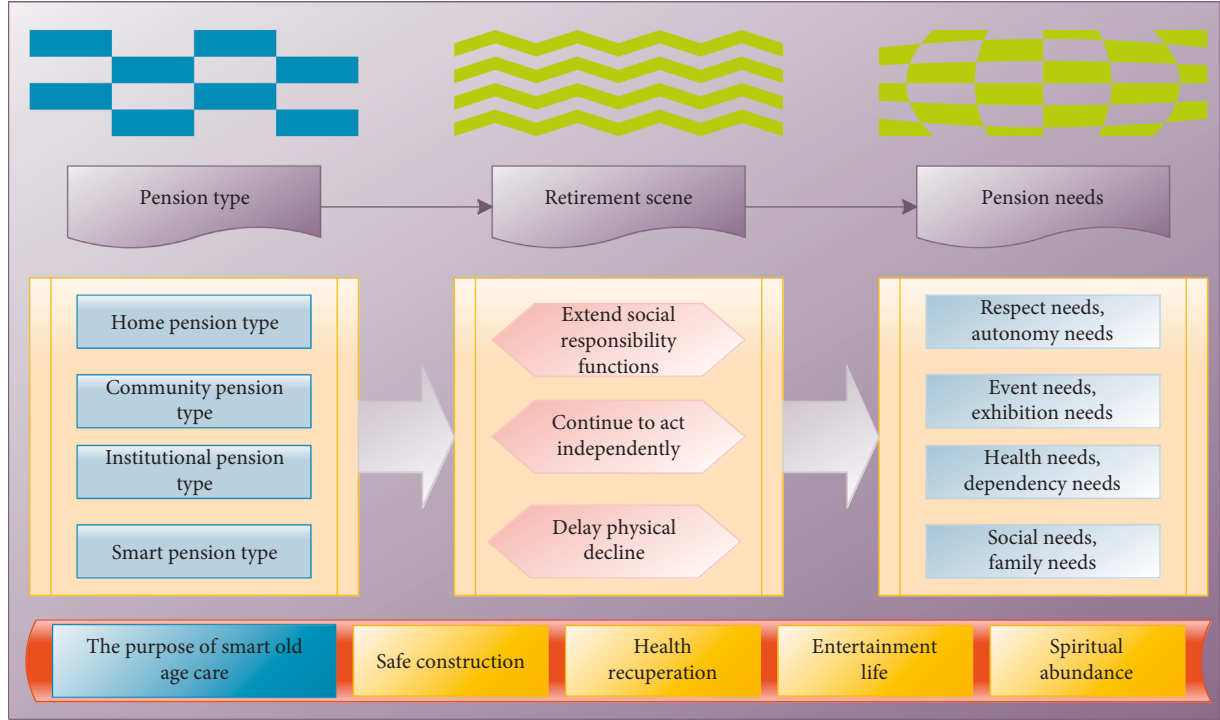 Pension type
Retirement scene
Pension needs
Home pension type
Community pension
type
Institutional pension
type
Smart pension type
Extend social
responsibility
functions
Continue to act
independently
Delay physical
decline
Respect needs,
autonomy needs
Event needs,
exhibition needs
Health needs,
dependency needs
Social needs,
family needs
The purpose of smart old
age care
Safe construction
Health
recuperation
Entertainment
life
Spiritual
abundance